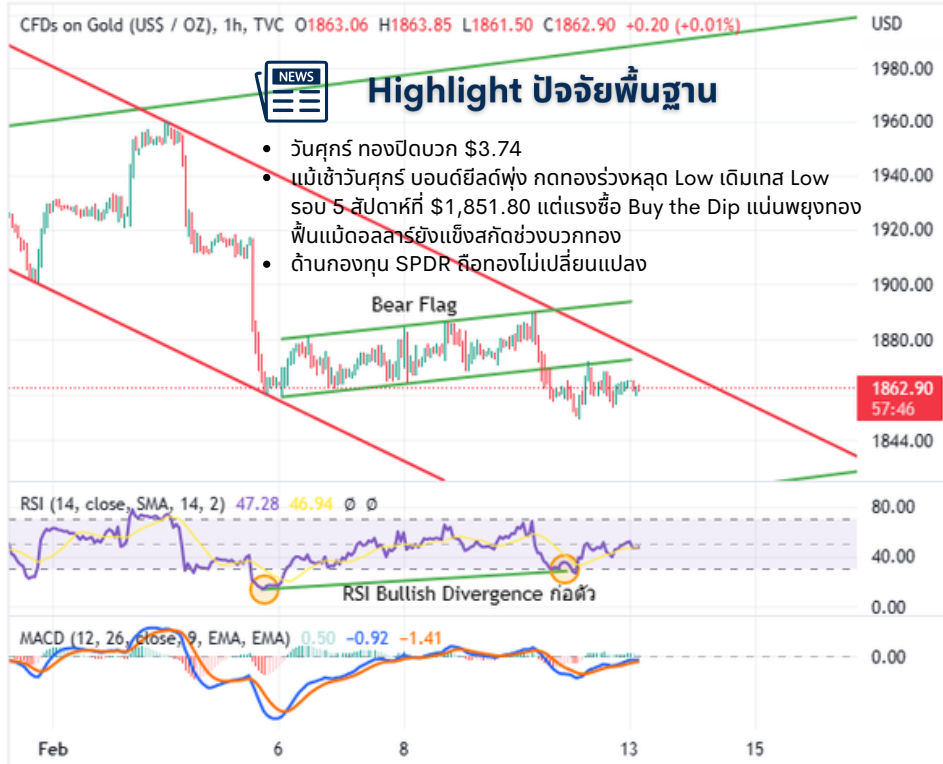 CFDs on Gold (US$ / OZ), 1h, TVC O1863.06 H1863.85 L1861.50 C1862.90 +0.20 (+0.01%)
USD
1980.00
NEWS
Highlight ปัจจัยพื้นฐาน
1960.00
• วันศุกร์ ทองปิดบวก $3.74
• แม้เช้าวันศุกร์ บอนด์ยีลด์พุ่ง กดทองร่วงหลุด Low เดิมเทส Low
1940.00
รอบ 5 สัปดาห์ที่ $1,851.80 แต่แรงซื้อ Buy the Dip แน่นพยุงทอง
1920.00
ฟื้นแม้ดอลลาร์ยังแข็งสกัดช่วงบวกทอง
• ด้านกองทุน SPDR ถือทองไม่เปลี่ยนแปลง
1900.00
Bear Flag
1880.00
1862.90
57:46
1844.00
RSI (14, close, SMA, 14, 2) 47.28 46.94 Ø Ø
80.00
40.00
RSI Bullish Divergence ก่อตัว
0.00
MACD (12, 26, close, 9, EMA, EMA) 0.50 −0.92 −1.41
0.00
Feb 6 8 13 15